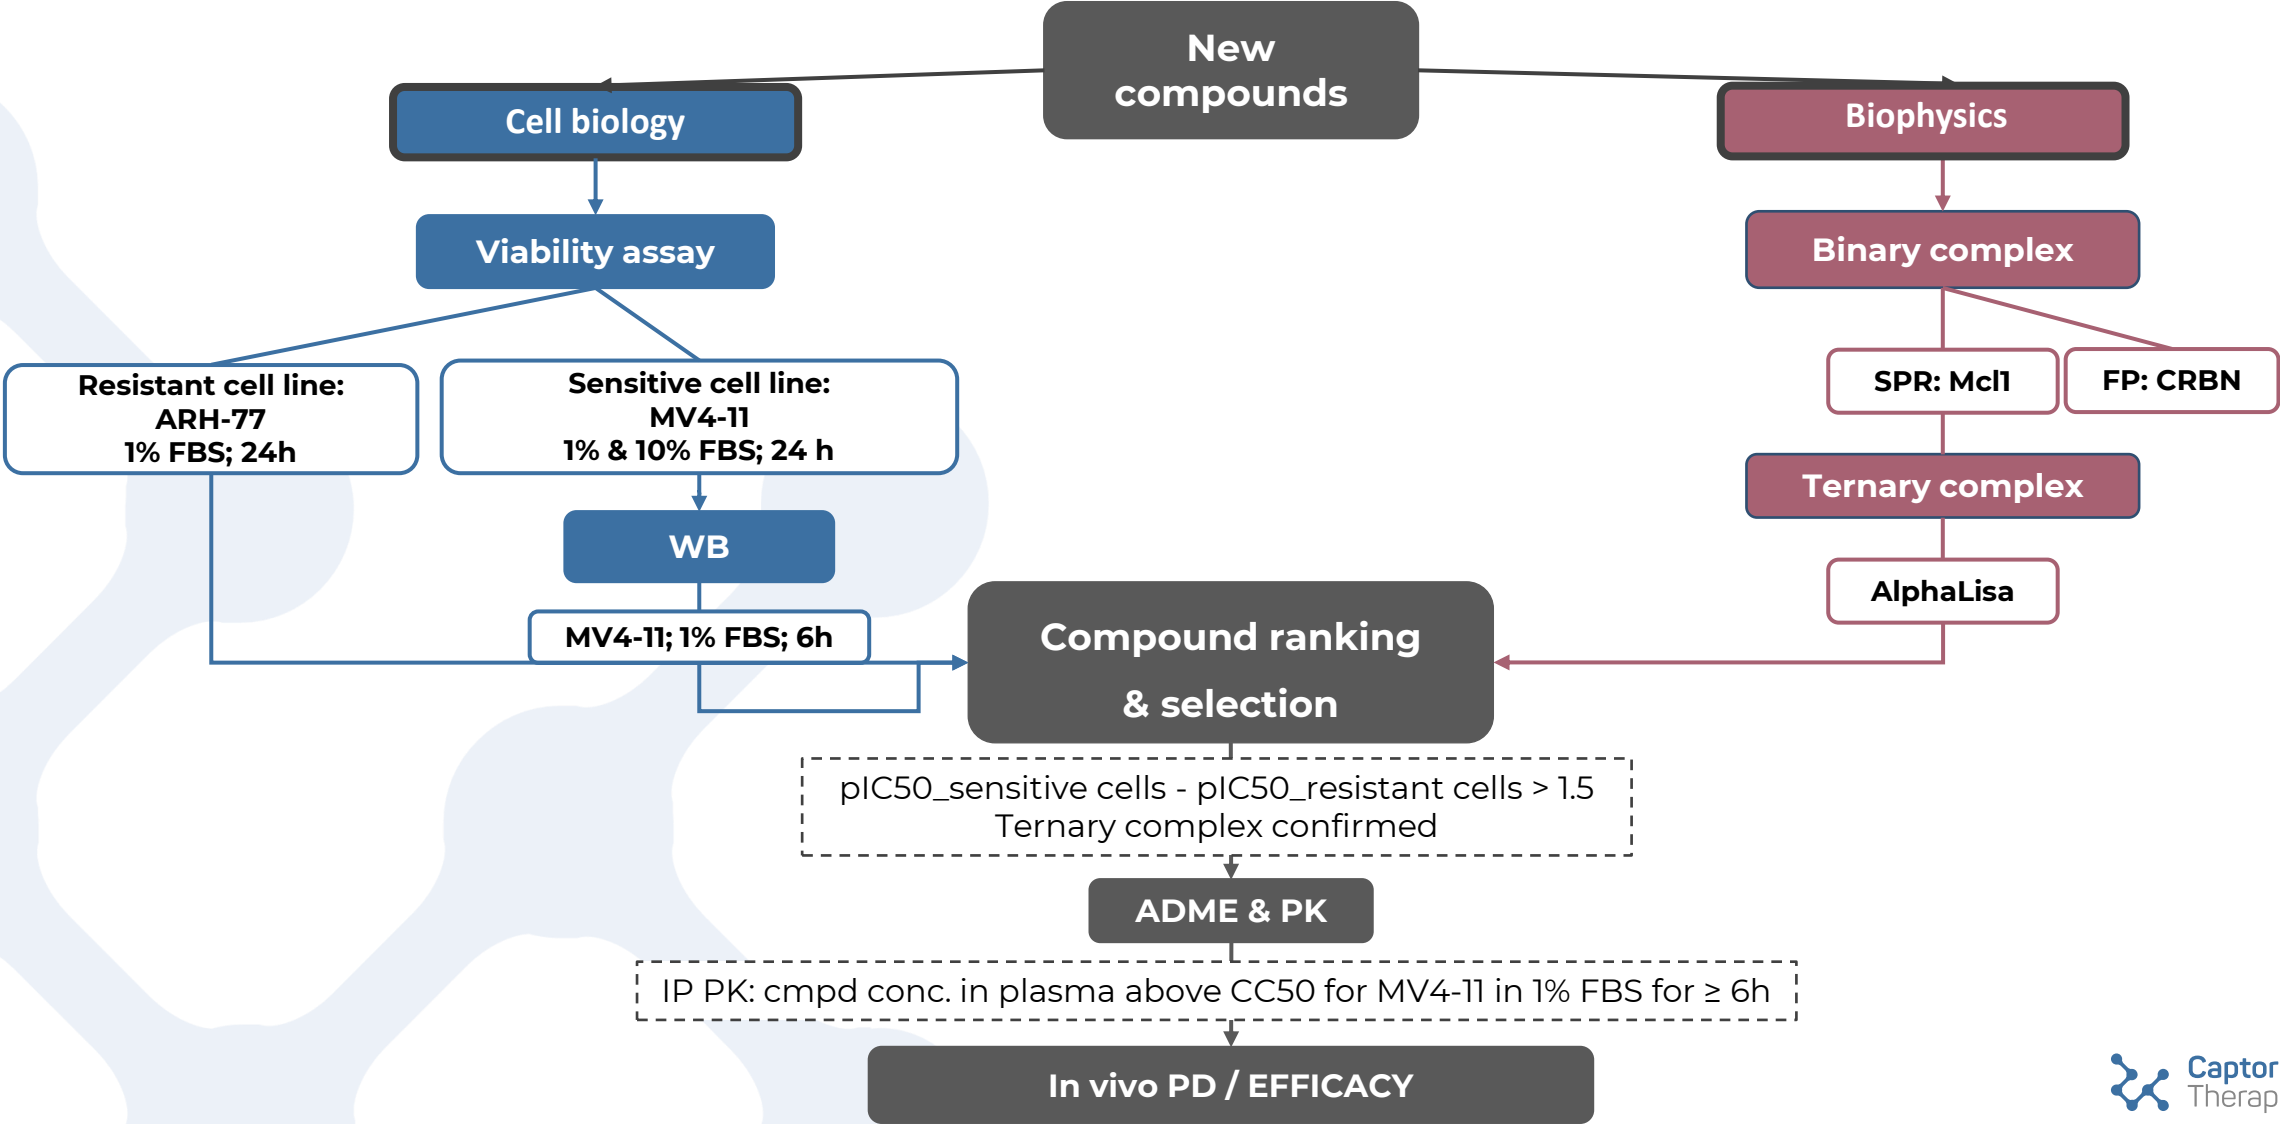 New
compounds
Cell biology
Biophysics
Viability assay
Binary complex
Resistant cell line:
ARH-77
1% FBS; 24h
Sensitive cell line:
MV4-11
1% & 10% FBS; 24 h
SPR: Mcl1
FP: CRBN
WB
Ternary complex
MV4-11; 1% FBS; 6h
AlphaLisa
Compound ranking
& selection
pIC50_sensitive cells - pIC50_resistant cells > 1.5
Ternary complex confirmed
ADME & PK
IP PK: cmpd conc. in plasma above CC50 for MV4-11 in 1% FBS for ≥ 6h
In vivo PD / EFFICACY
Captor
Therap